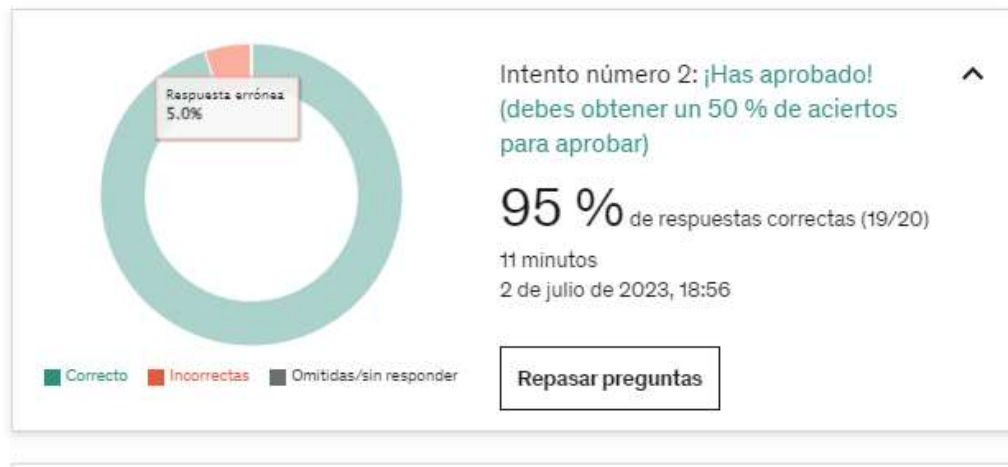 Respuesta errónea
5.0%
Correcto
Incorrectas
Omitidas/sin responder
Intento número 2: ¡Has aprobado!
(debes obtener un 50 % de aciertos
para aprobar)
95 % de respuestas correctas (19/20)
11 minutos
2 de julio de 2023, 18:56
Repasar preguntas